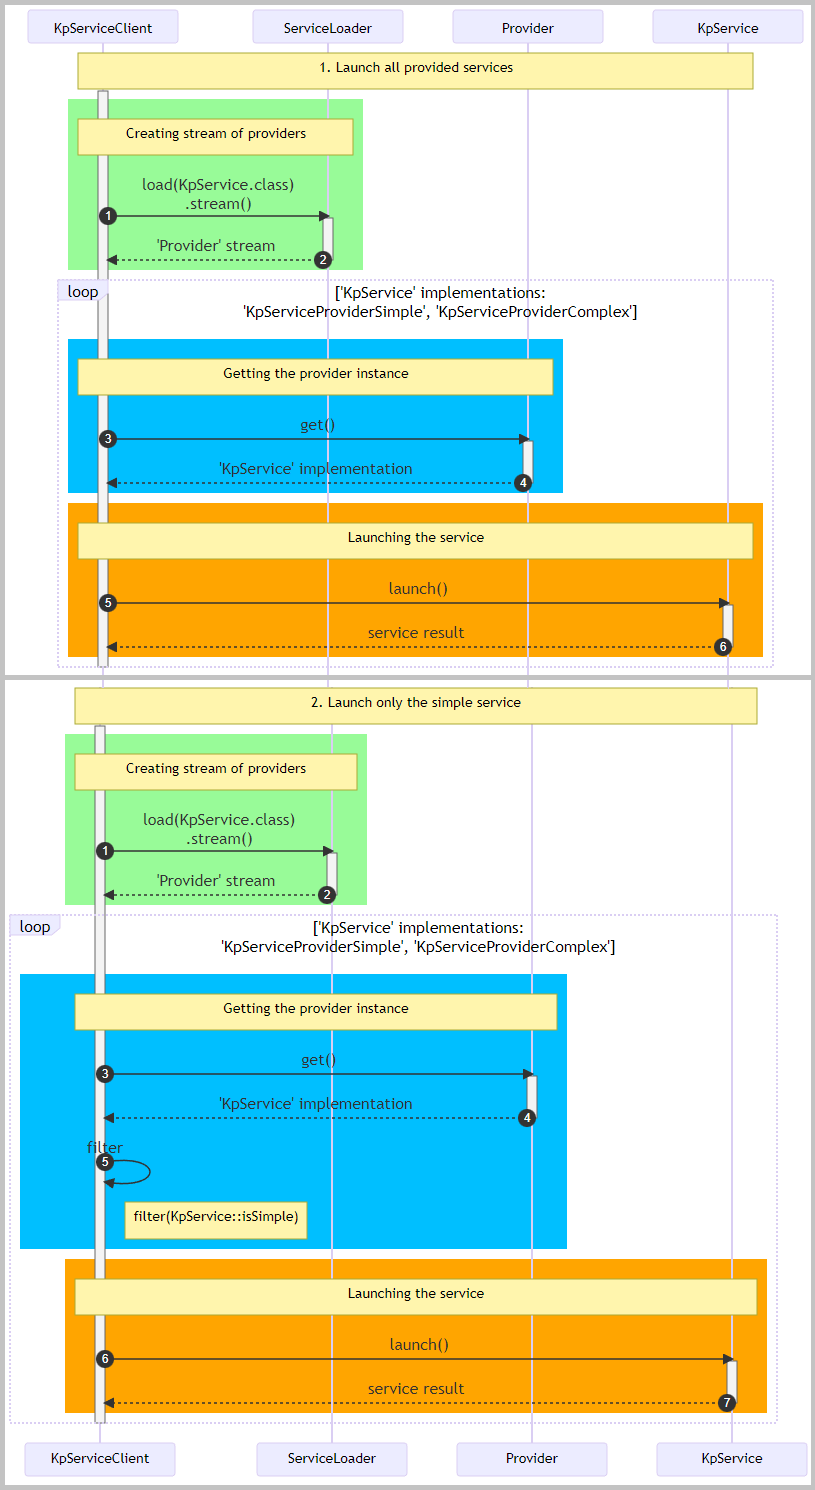 KpServiceClient
ServiceLoader
Provider
KpService
1. Launch all provided services
Creating stream of providers
load(KpService.class)
.stream()
1
'Provider' stream
2
loop
['KpService' implementations:
'KpServiceProviderSimple', 'KpServiceProviderComplex']
Getting the provider instance
get()
3
'KpService' implementation
4
Launching the service
launch()
5
service result
6
2. Launch only the simple service
Creating stream of providers
load(KpService.class)
.stream()
1
'Provider' stream
2
loop
['KpService' implementations:
'KpServiceProviderSimple', 'KpServiceProviderComplex']
Getting the provider instance
get()
3
'KpService' implementation
4
filter
5
filter(KpService::isSimple)
Launching the service
launch()
6
service result
7
KpServiceClient
ServiceLoader
Provider
KpService